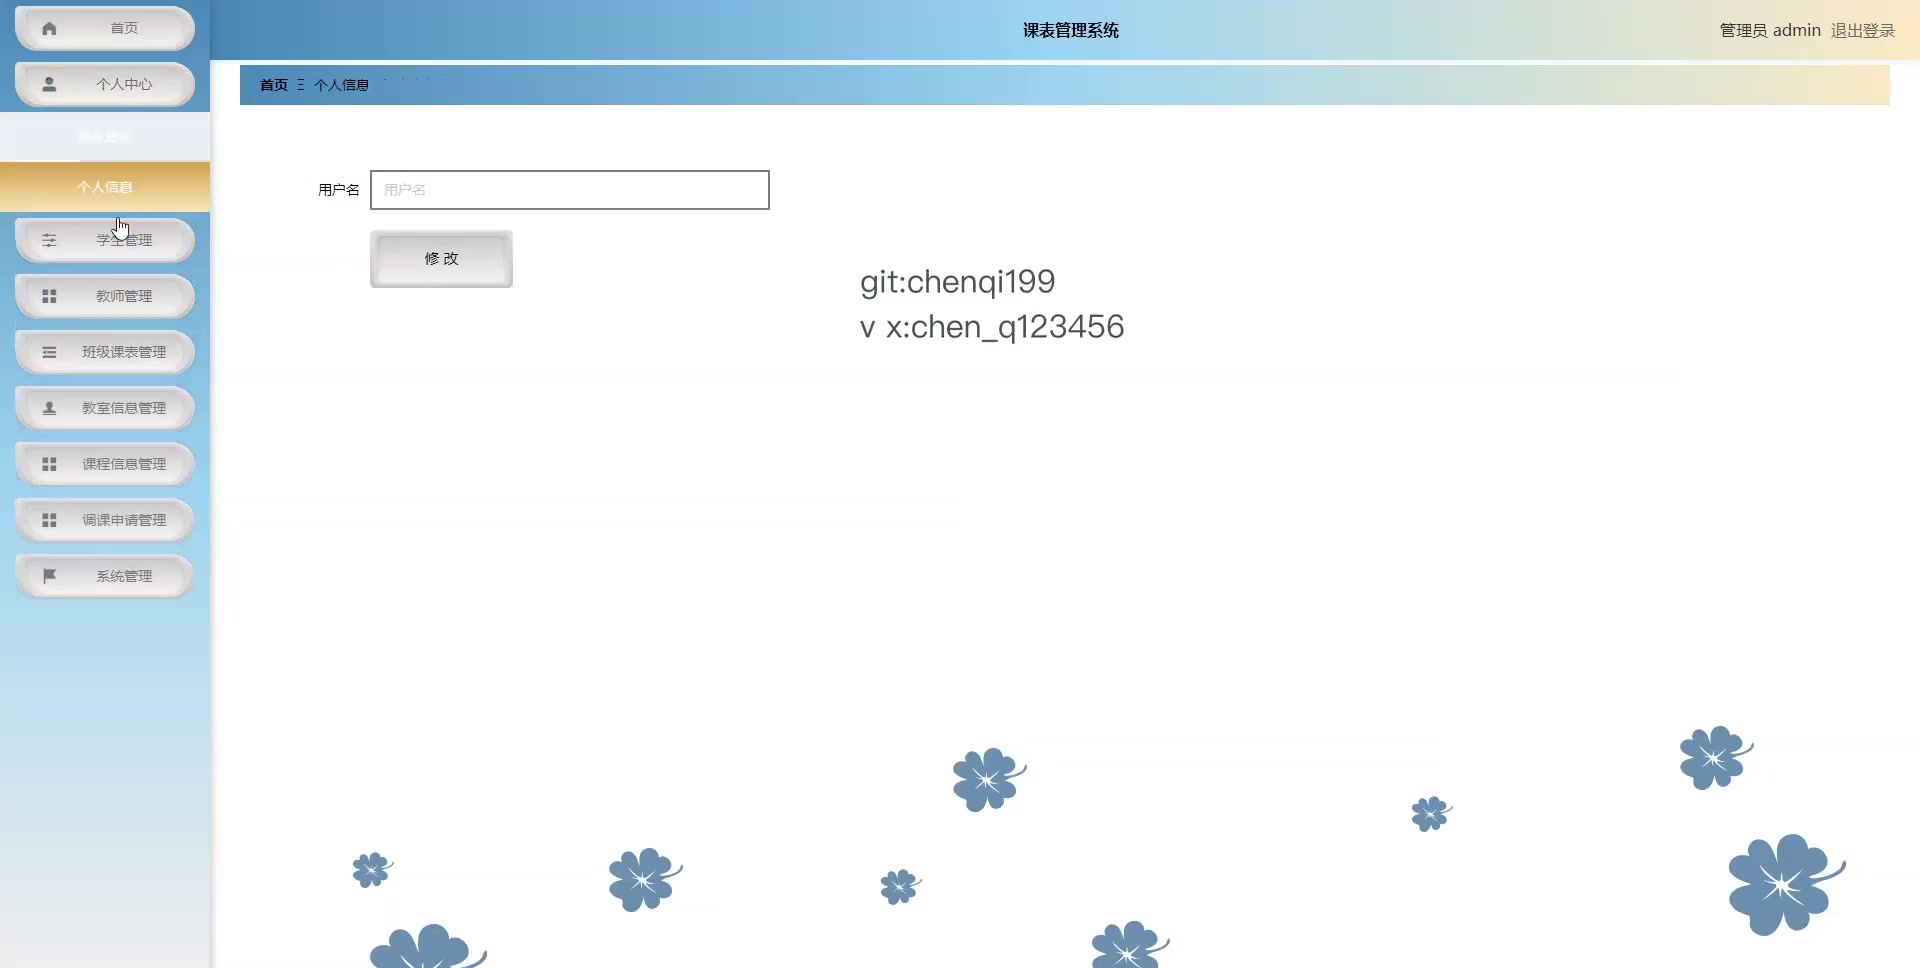 首页
个人中心
个人信息
学生管理
教师管理
班级课表管理
教室信息管理
课程信息管理
调课申请管理
系统管理
课表管理系统
管理员 admin 退出登录
首页 Ξ 个人信息
用户名 用户名
修 改
git:chenqi199
v x:chen_q123456